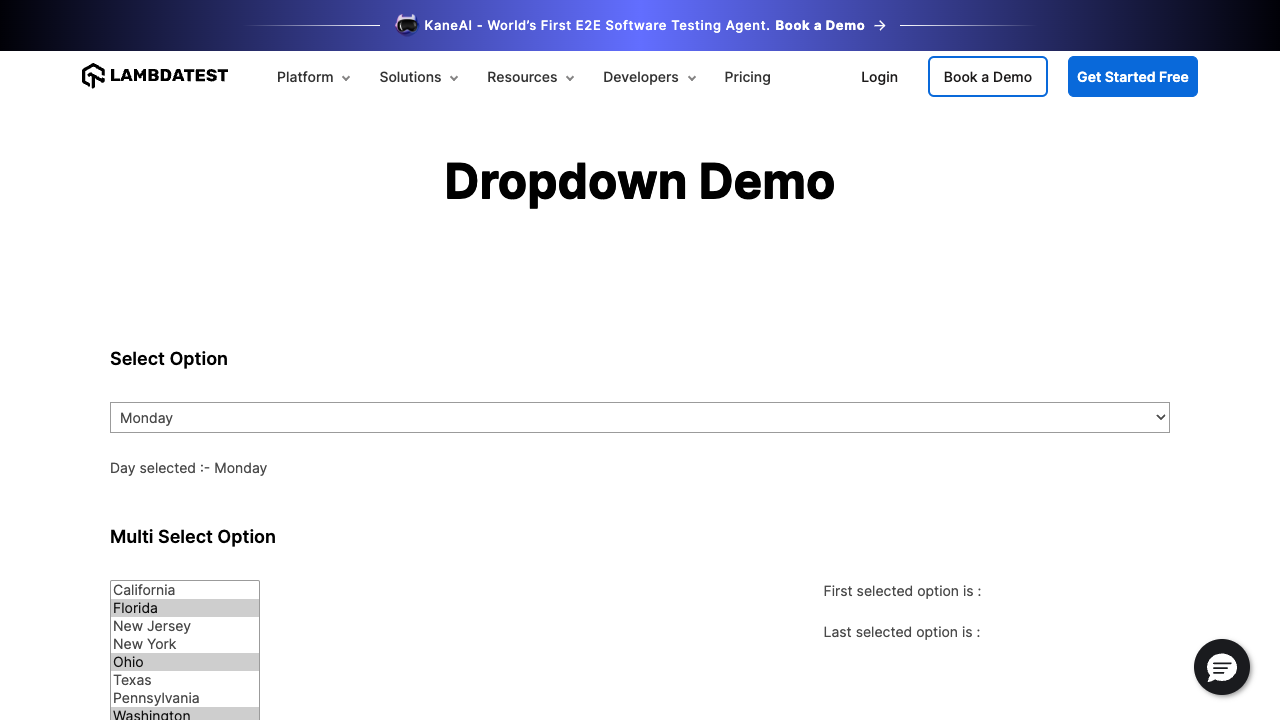 KaneAI - World's First E2E Software Testing Agent. Book a Demo
LAMBDATEST
Platform
Solutions
Resources
Developers
Pricing
Login
Book a Demo
Get Started Free
Dropdown Demo
Select Option
Monday
Day selected :- Monday
Multi Select Option
California
Florida
New Jersey
New York
Ohio
Texas
Pennsylvania
Washington
First selected option is :
Last selected option is :